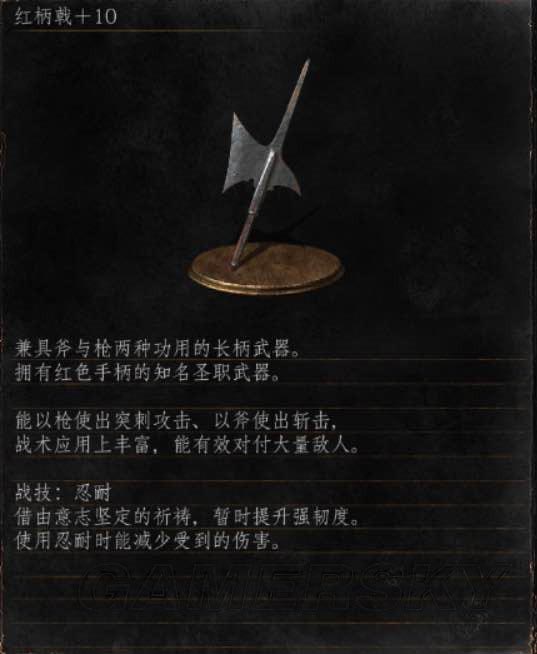 红柄戟＋10
兼具斧与枪两种功用的长柄武器。
拥有红色手柄的知名圣职武器。
能以枪使出突刺攻击、以斧使出斩击，
战术应用上丰富，能有效对付大量敌人。
战技：忍耐
借由意志坚定的祈祷，暂时提升强韧度。
使用忍耐时能减少受到的伤害。
GAMERSKY